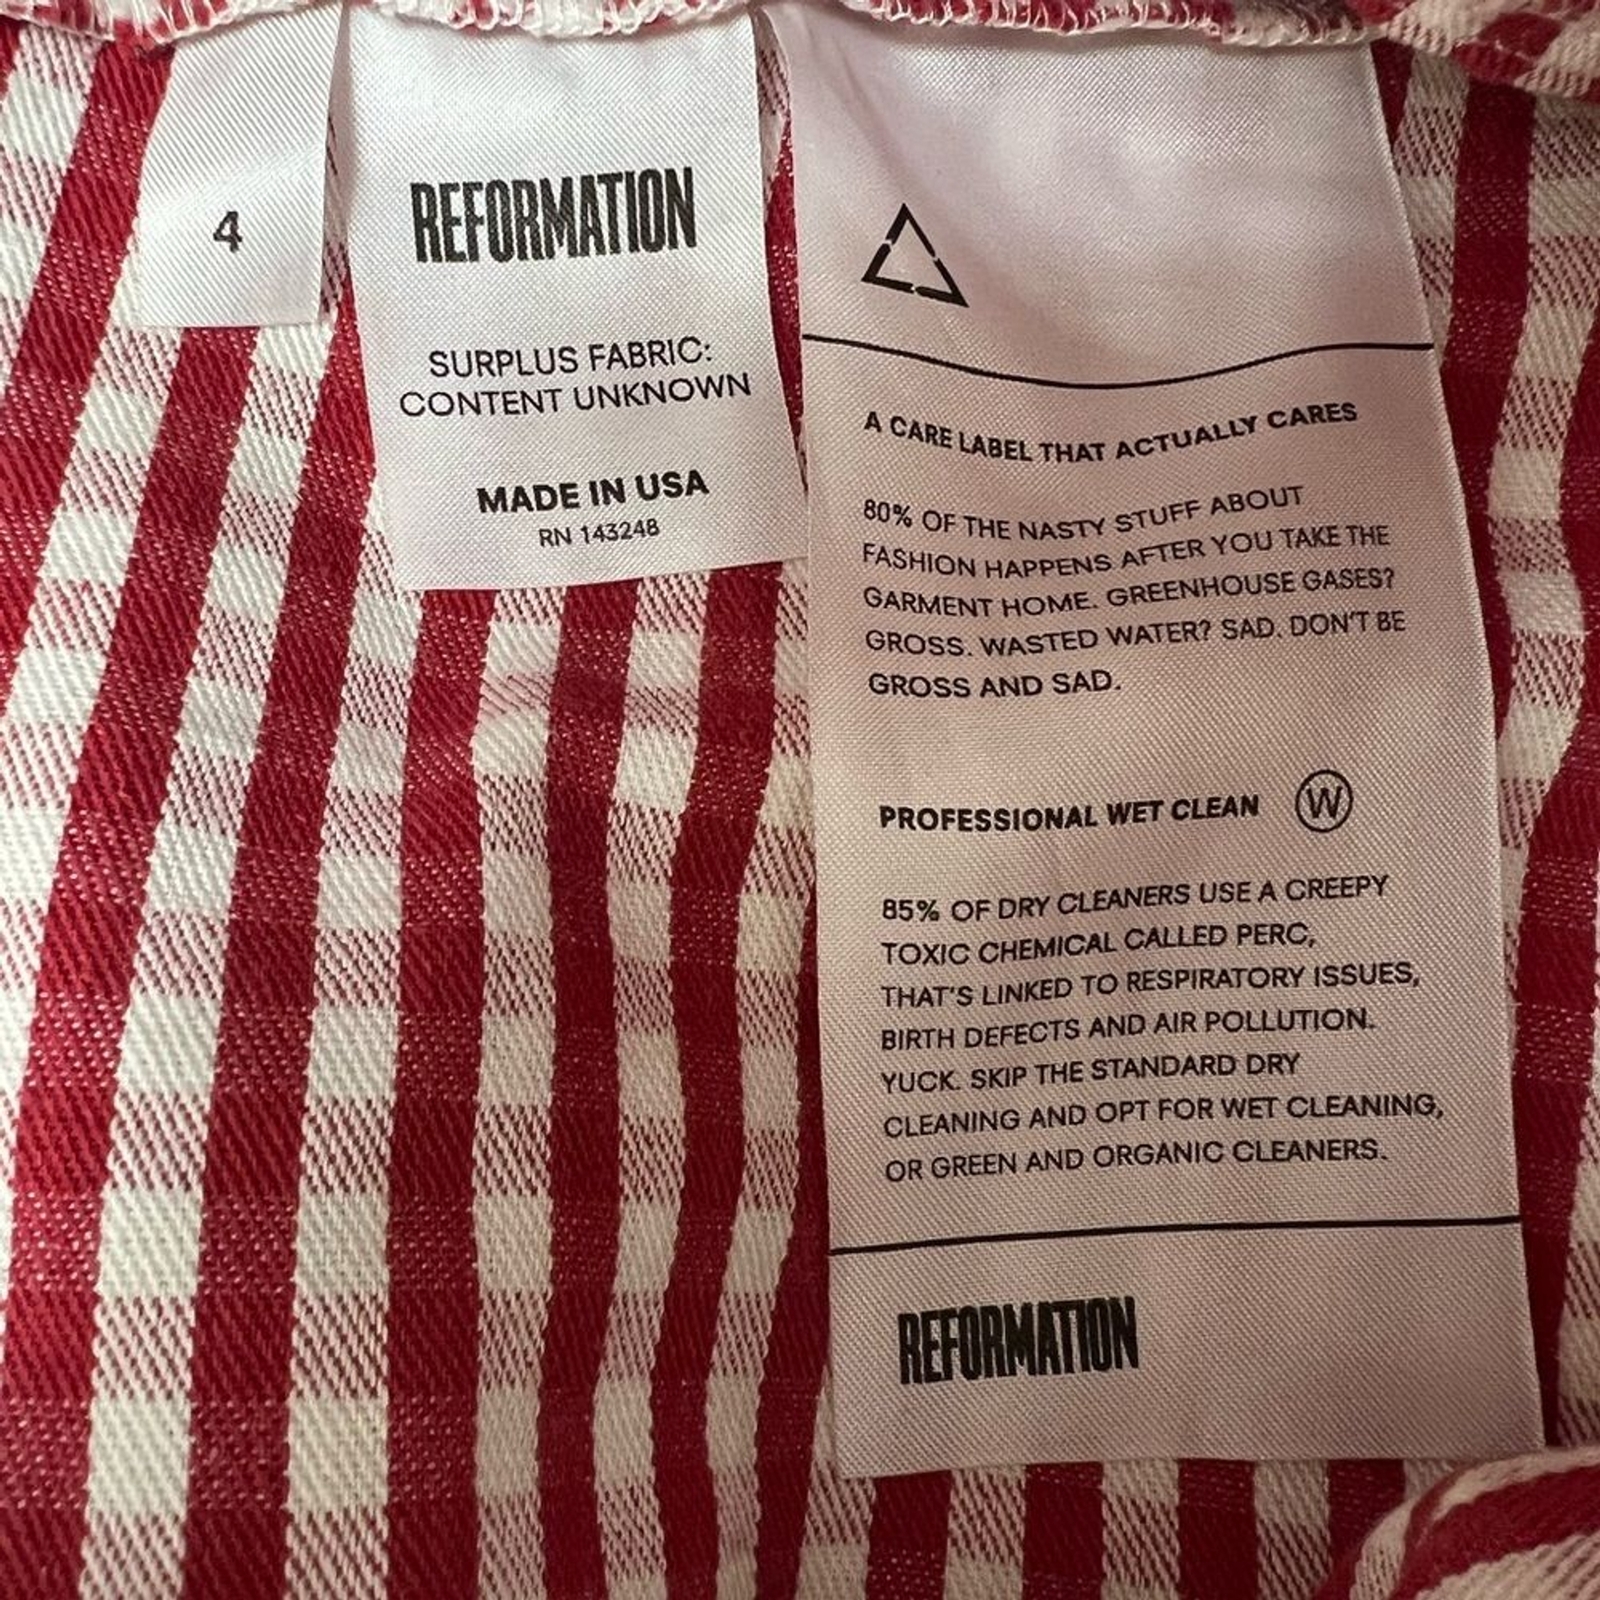 4
REFORMATION
SURPLUS FABRIC:
CONTENT UNKNOWN
MADE IN USA
RN 143248
A CARE LABEL THAT ACTUALLY CARES
80% OF THE NASTY STUFF ABOUT
FASHION HAPPENS AFTER YOU TAKE THE
GARMENT HOME. GREENHOUSE GASES?
GROSS. WASTED WATER? SAD. DON'T BE
GROSS AND SAD.
PROFESSIONAL WET CLEAN W
85% OF DRY CLEANERS USE A CREEPY
TOXIC CHEMICAL CALLED PERC,
THAT'S LINKED TO RESPIRATORY ISSUES,
BIRTH DEFECTS AND AIR POLLUTION.
YUCK. SKIP THE STANDARD DRY
CLEANING AND OPT FOR WET CLEANING,
OR GREEN AND ORGANIC CLEANERS.
REFORMATION